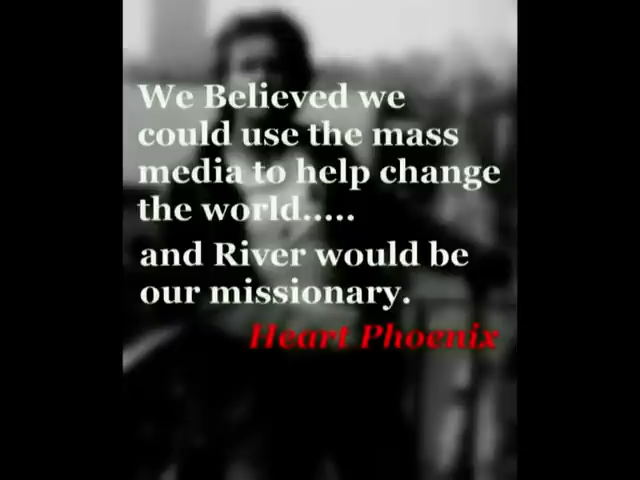 We Believed we
could use the mass
media to help change
the world.....
and River would be
our missionary.
Heart Phoenix